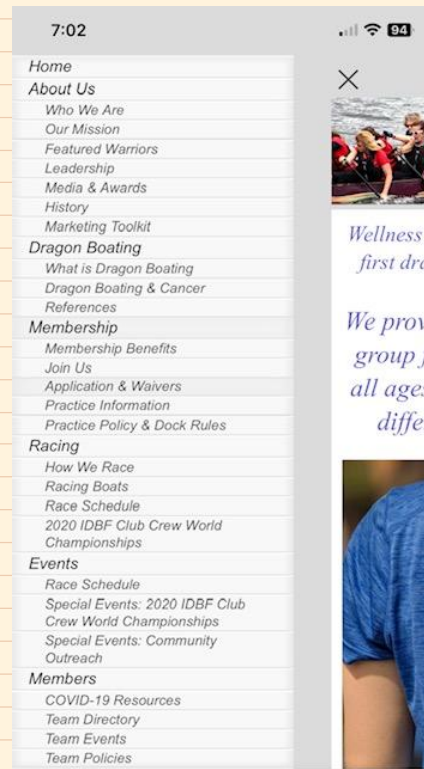 7:02
94
Home
About Us
Who We Are
Our Mission
Featured Warriors
Leadership
Media & Awards
History
Marketing Toolkit
Dragon Boating
What is Dragon Boating
Dragon Boating & Cancer
References
Membership
Membership Benefits
Join Us
Application & Waivers
Practice Information
Practice Policy & Dock Rules
Racing
How We Race
Racing Boats
Race Schedule
2020 IDBF Club Crew World
Championships
Events
Race Schedule
Special Events: 2020 IDBF Club
Crew World Championships
Special Events: Community
Outreach
Members
COVID-19 Resources
Team Directory
Team Events
Team Policies
Wellness
first
We
group
all